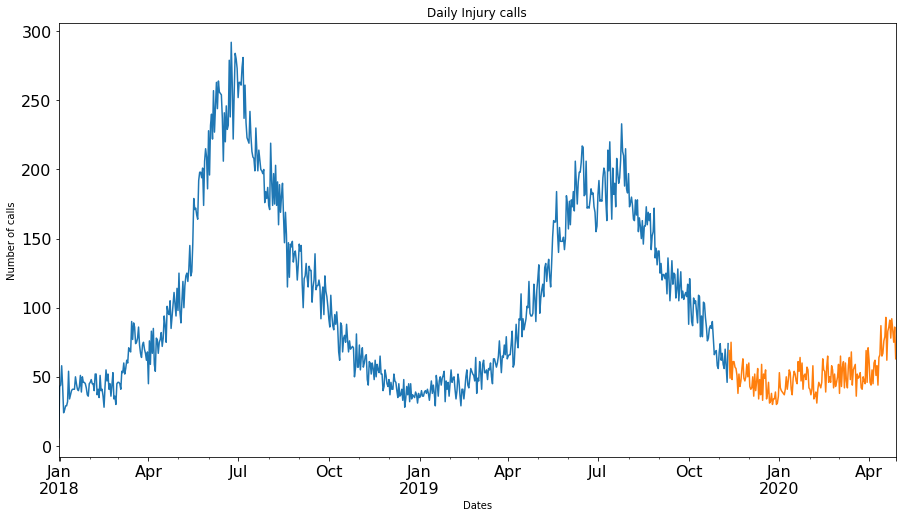 Daily Injury calls
300
250
200
150
100
50
0
Number of calls
Jan Apr Jul Oct Jan Apr Jul Oct Jan Apr
2018 2019 2020
Dates